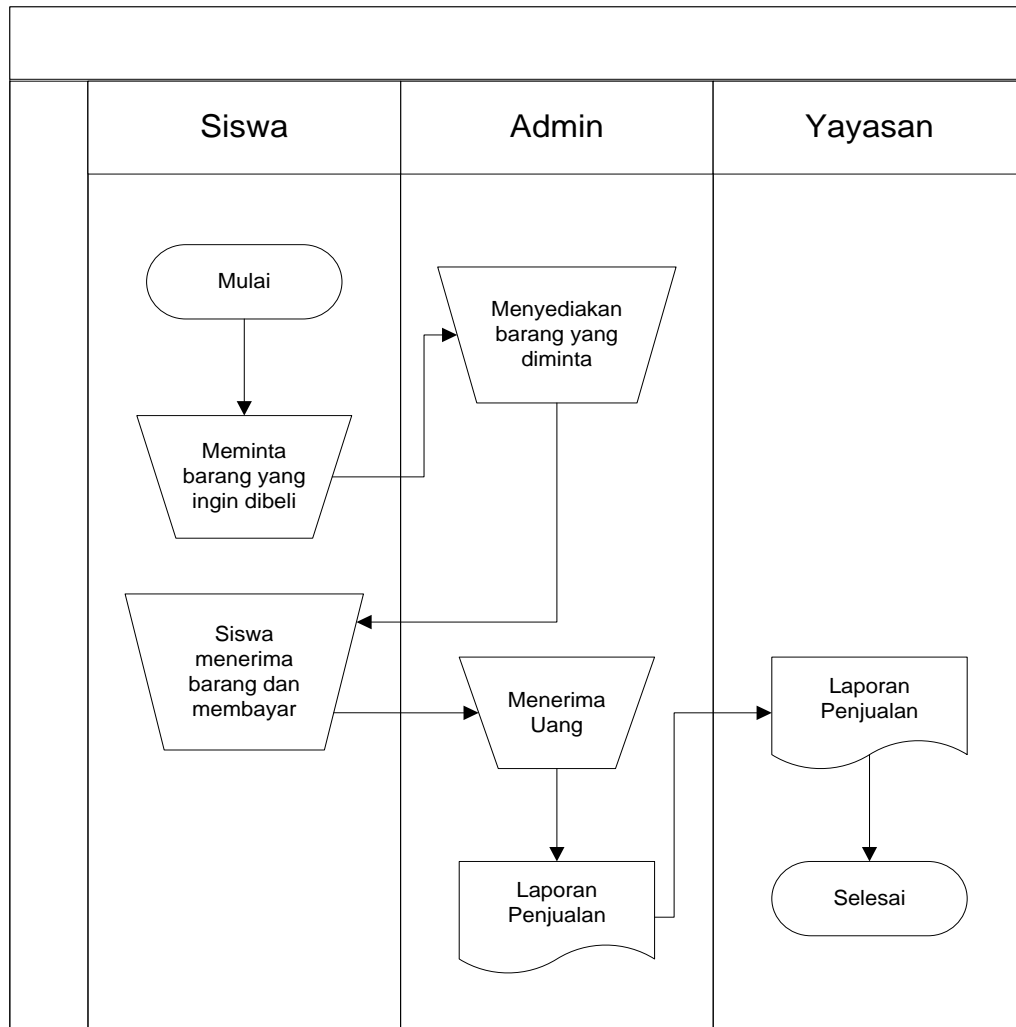 Siswa
Admin
Yayasan
Mulai
Menyediakan
barang yang
diminta
Meminta
barang yang
ingin dibeli
Siswa
menerima
barang dan
membayar
Menerima
Uang
Laporan
Penjualan
Laporan
Penjualan
Selesai